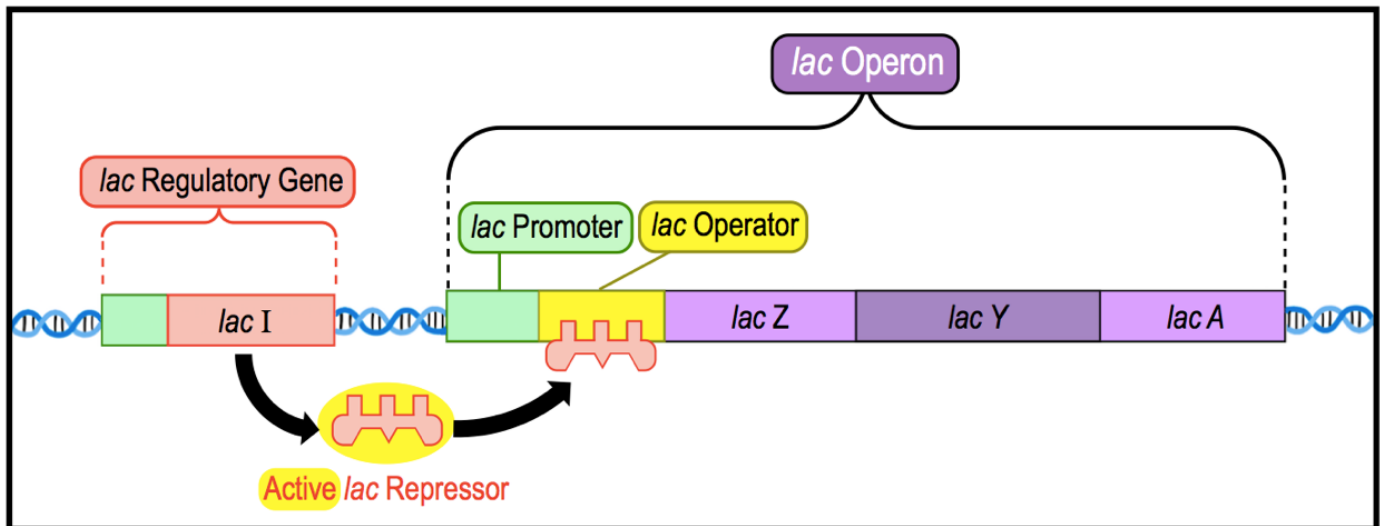 lac Operon
lac Regulatory Gene
lac Promoter
lac Operator
lac I
lac Z
lac Y
lac A
Active lac Repressor